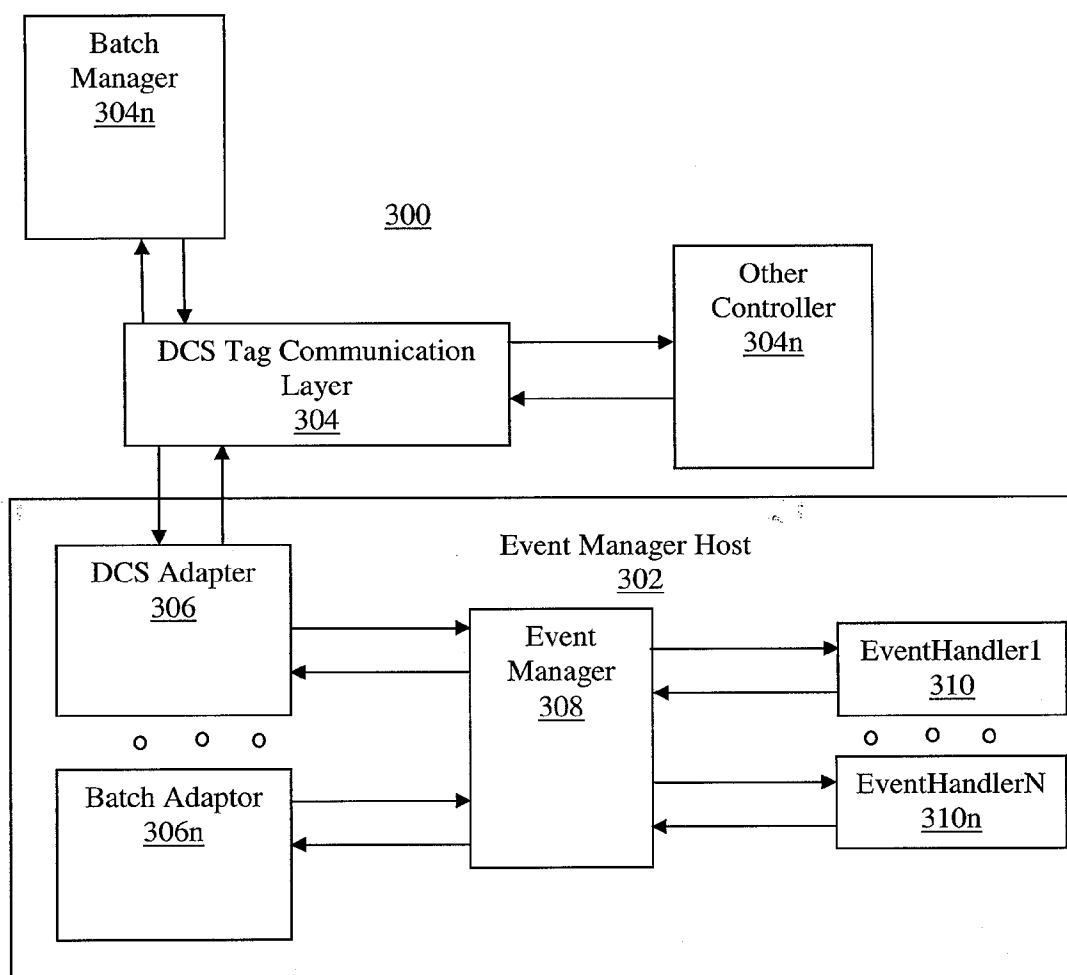 Batch
Manager
304n
300
Other
Controller
304n
DCS Tag Communication
Layer
304
Event Manager Host
302
DCS Adapter
306
Event
Manager
308
EventHandler1
310
Batch Adaptor
306n
EventHandlerN
310n